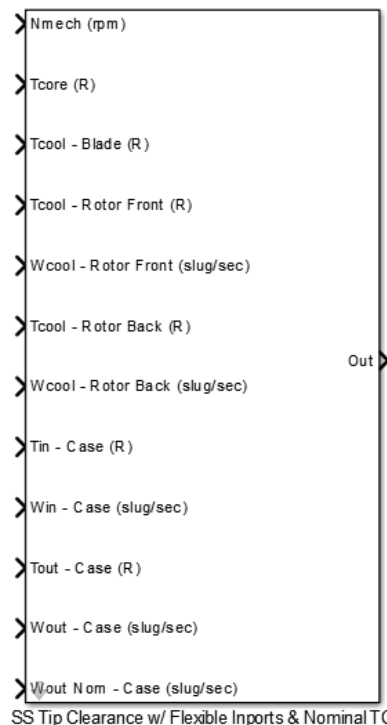 Nmech (rpm)
Tcore (R)
Tcool - Blade (R)
Tcool - Rotor Front (R)
Wcool - Rotor Front (slug/sec)
Tcool - Rotor Back (R)
Out
Wcool - Rotor Back (slug/sec)
Tin - Case (R)
Win - Case (slug/sec)
Tout - Case (R)
Wout - Case (slug/sec)
Wout Nom - Case (slug/sec)
SS Tip Clearance w/ Flexible Inports & Nominal TC